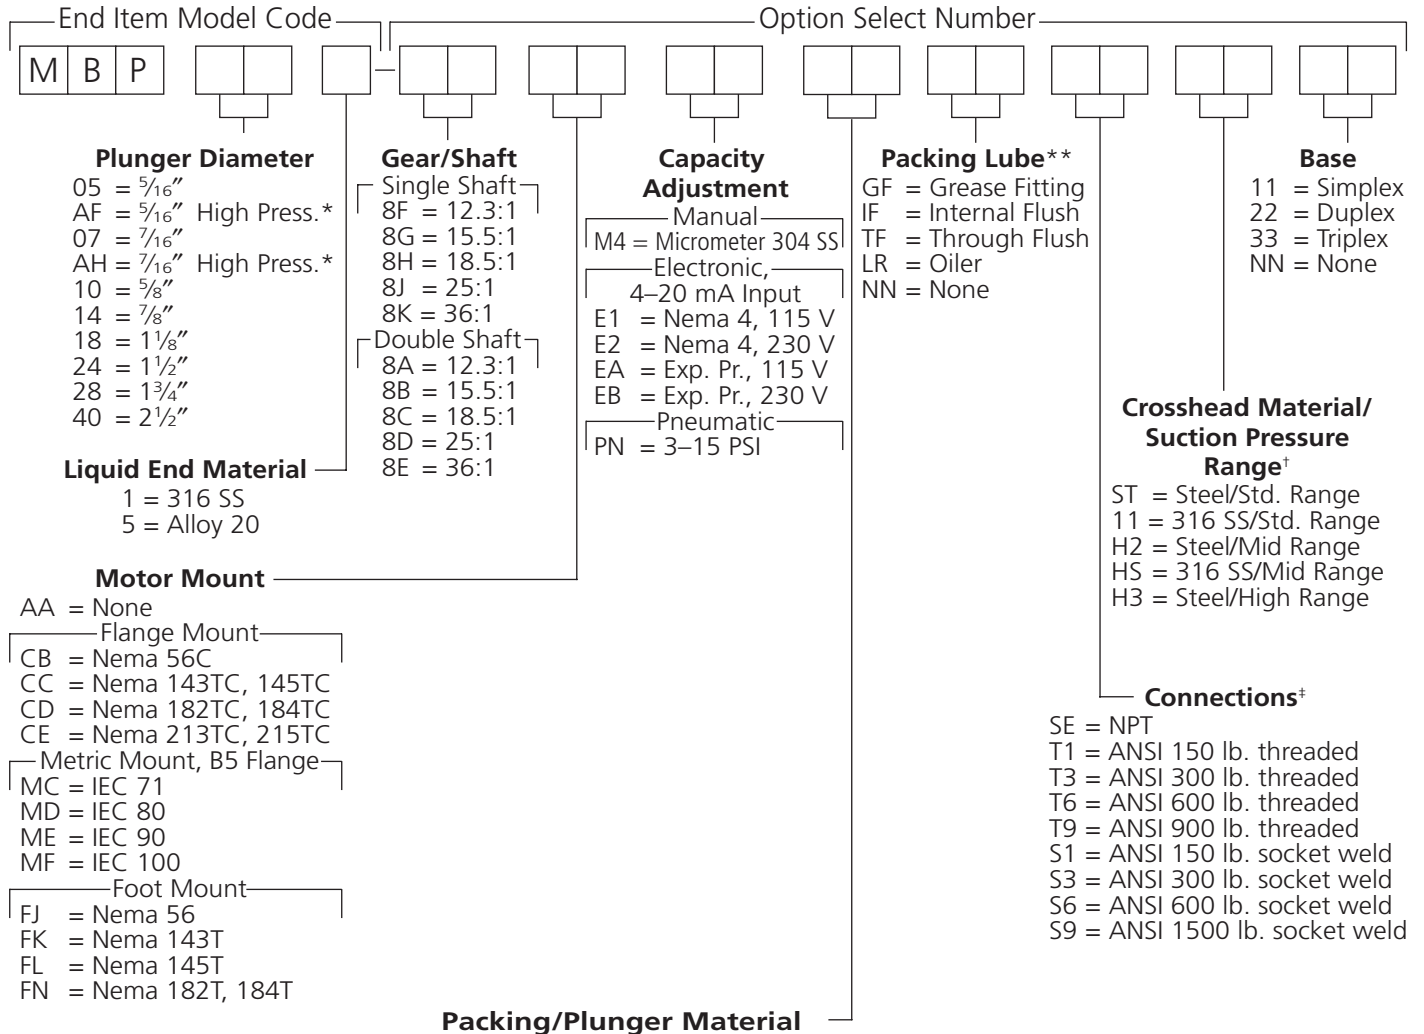 End Item Model Code
Option Select Number
M B P
Plunger Diameter
05 = 5/16″
AF = 5/16″ High Press.*
07 = 7/16″
AH = 7/16″ High Press.*
10 = 5/8″
14 = 7/8″
18 = 1 1/8″
24 = 1 1/2″
28 = 1 3/4″
40 = 2 1/2″
Liquid End Material
1 = 316 SS
5 = Alloy 20
Gear/Shaft
Single Shaft
8F = 12.3:1
8G = 15.5:1
8H = 18.5:1
8J = 25:1
8K = 36:1
Double Shaft
8A = 12.3:1
8B = 15.5:1
8C = 18.5:1
8D = 25:1
8E = 36:1
Motor Mount
AA = None
Flange Mount
CB = Nema 56C
CC = Nema 143TC, 145TC
CD = Nema 182TC, 184TC
CE = Nema 213TC, 215TC
Metric Mount, B5 Flange
MC = IEC 71
MD = IEC 80
ME = IEC 90
MF = IEC 100
Foot Mount
FJ = Nema 56
FK = Nema 143T
FL = Nema 145T
FN = Nema 182T, 184T
Capacity
Adjustment
Manual
M4 = Micrometer 304 SS
Electronic,
4–20 mA Input
E1 = Nema 4, 115 V
E2 = Nema 4, 230 V
EA = Exp. Pr., 115 V
EB = Exp. Pr., 230 V
Pneumatic
PN = 3–15 PSI
Packing/Plunger Material
Packing Lube**
GF = Grease Fitting
IF = Internal Flush
TF = Through Flush
LR = Oiler
NN = None
Connections‡
SE = NPT
T1 = ANSI 150 lb. threaded
T3 = ANSI 300 lb. threaded
T6 = ANSI 600 lb. threaded
T9 = ANSI 900 lb. threaded
S1 = ANSI 150 lb. socket weld
S3 = ANSI 300 lb. socket weld
S6 = ANSI 600 lb. socket weld
S9 = ANSI 1500 lb. socket weld
Crosshead Material/
Suction Pressure
Range†
ST = Steel/Std. Range
11 = 316 SS/Std. Range
H2 = Steel/Mid Range
HS = 316 SS/Mid Range
H3 = Steel/High Range
Base
11 = Simplex
22 = Duplex
33 = Triplex
NN = None